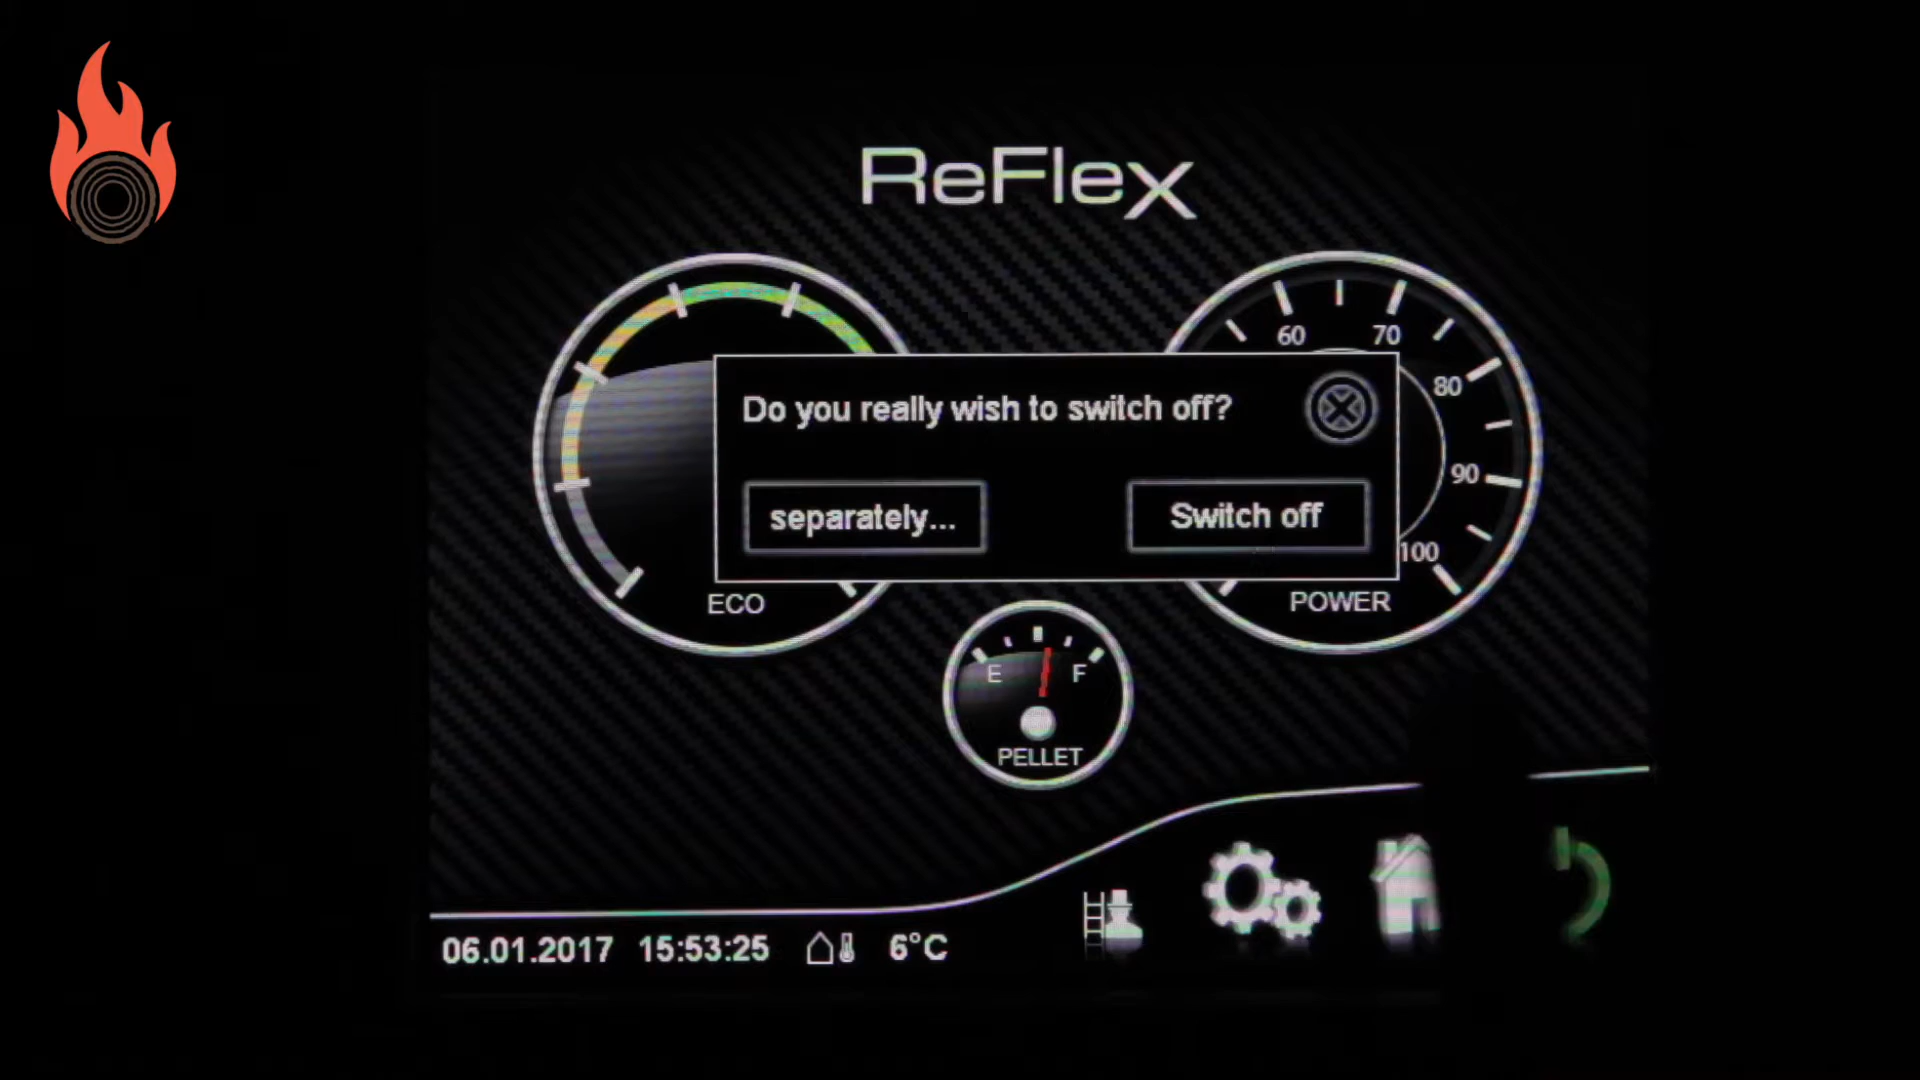 ReFlex
60 70
80
90
100
Do you really wish to switch off?
separately...
Switch off
ECO
POWER
E F
PELLET
06.01.2017 15:53:25 6°C